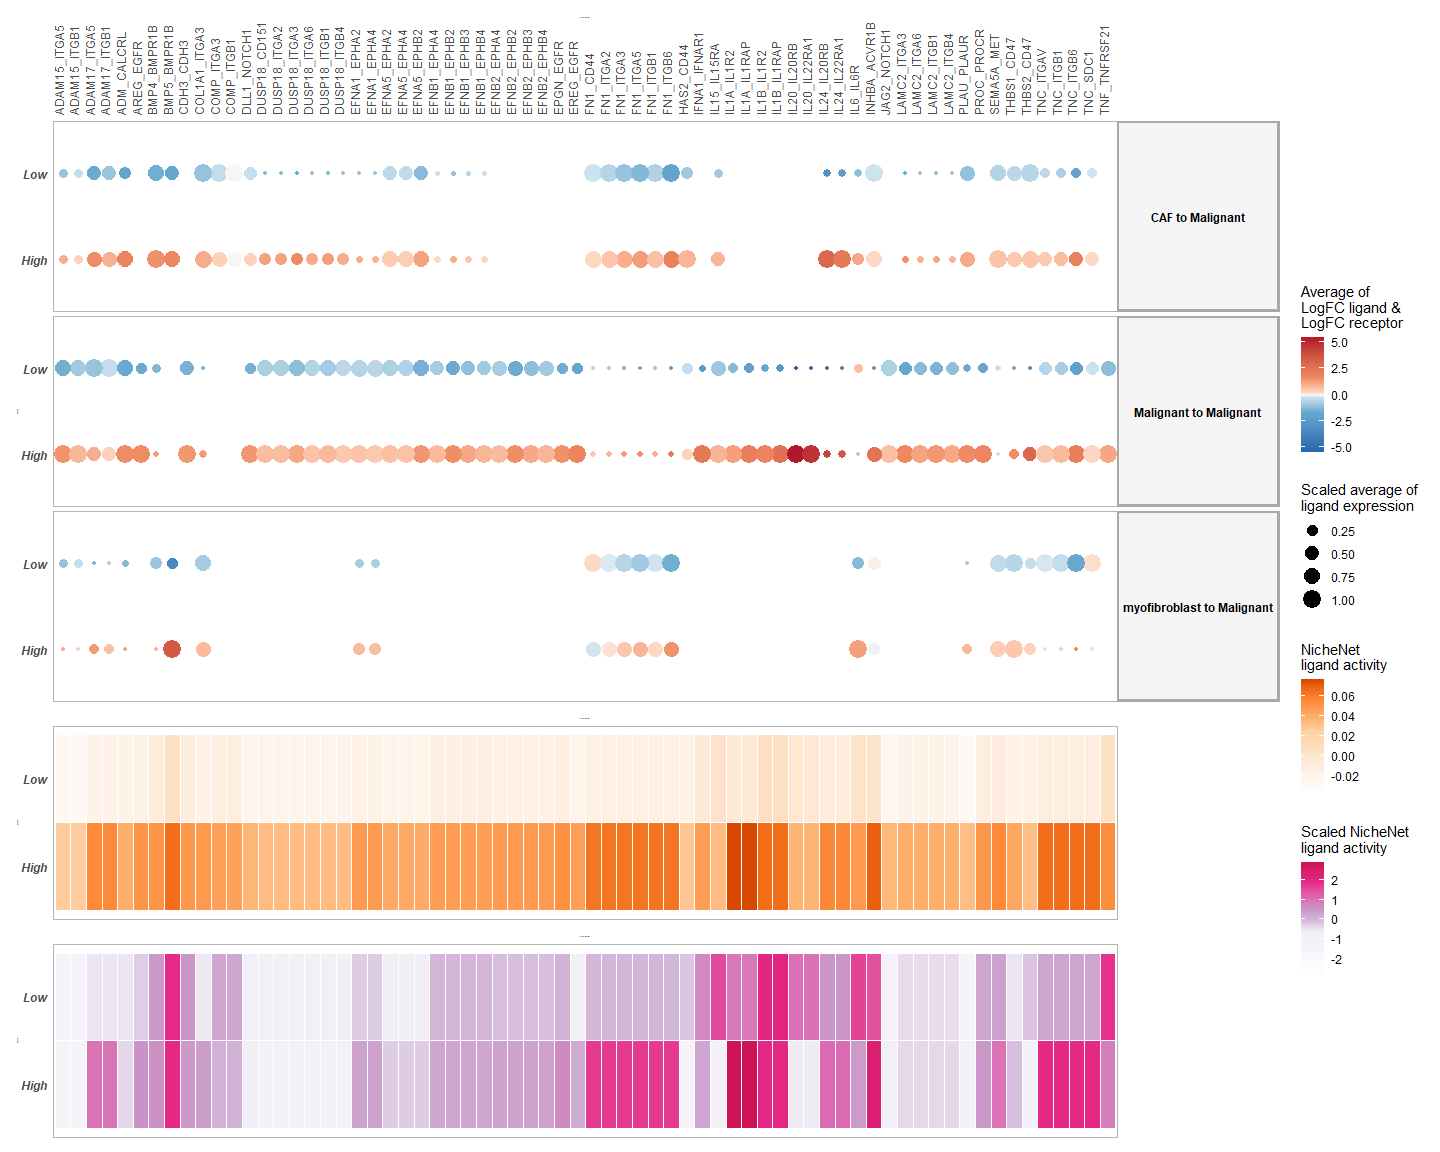 ADAM15_ITGA5
ADAM15_ITGB1
ADAM17_ITGA5
ADAM17_ITGB1
ADM_CALCRL
AREG_EGFR
BMP4_BMPR1B
BMP5_BMPR1B
CDH3_CDH3
COL1A1_ITGA3
COMP_ITGA3
COMP_ITGB1
DLL1_NOTCH1
DUSP18_CD151
DUSP18_ITGA2
DUSP18_ITGA3
DUSP18_ITGA6
DUSP18_ITGB1
DUSP18_ITGB4
EFNA1_EPHA2
EFNA1_EPHA4
EFNA5_EPHA2
EFNA5_EPHA4
EFNA5_EPHB2
EFNB1_EPHA4
EFNB1_EPHB2
EFNB1_EPHB3
EFNB1_EPHB4
EFNB2_EPHA4
EFNB2_EPHB2
EFNB2_EPHB3
EFNB2_EPHB4
EPGN_EGFR
EREG_EGFR
FN1_CD44
FN1_ITGA2
FN1_ITGA3
FN1_ITGA5
FN1_ITGB1
FN1_ITGB6
HAS2_CD44
IFNA1_IFNAR1
IL15_IL15RA
IL1A_IL1R2
IL1A_IL1RAP
IL1B_IL1R2
IL1B_IL1RAP
IL20_IL20RB
IL20_IL22RA1
IL24_IL20RB
IL24_IL22RA1
IL6_IL6R
INHBA_ACVR1B
JAG2_NOTCH1
LAMC2_ITGA3
LAMC2_ITGA6
LAMC2_ITGB1
LAMC2_ITGB4
PLAU_PLAUR
PROC_PROCR
SEMA5A_MET
THBS1_CD47
THBS2_CD47
TNC_ITGAV
TNC_ITGB1
TNC_ITGB6
TNC_SDC1
TNF_TNFRSF21
Low
High
CAF to Malignant
Low
High
Malignant to Malignant
Low
High
myofibroblast to Malignant
Low
High
Low
High
Average of
LogFC ligand &
LogFC receptor
5.0
2.5
0.0
-2.5
-5.0
Scaled average of
ligand expression
0.25
0.50
0.75
1.00
NicheNet
ligand activity
0.06
0.04
0.02
0.00
-0.02
Scaled NicheNet
ligand activity
2
1
0
-1
-2